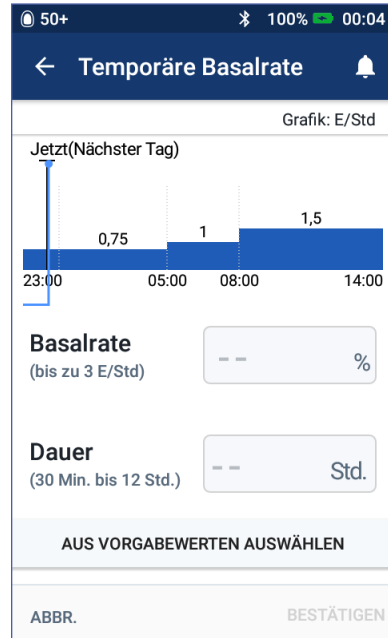 50+ 100% 00:04
Temporäre Basalrate
Grafik: E/Std
Jetzt(Nächster Tag)
0,75 1 1,5
23:00 05:00 08:00 14:00
Basalrate
(bis zu 3 E/Std)
-- %
Dauer
(30 Min. bis 12 Std.)
-- Std.
AUS VORGABEWERTEN AUSWÄHLEN
ABBR. BESTÄTIGEN